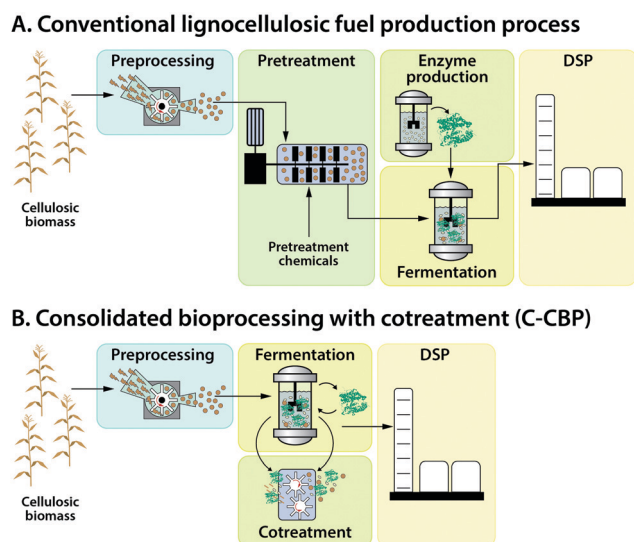 A. Conventional lignocellulosic fuel production process
Preprocessing
Pretreatment
Enzyme
production
DSP
Cellulosic
biomass
Pretreatment
chemicals
Fermentation
B. Consolidated bioprocessing with cotreatment (C-CBP)
Preprocessing
Fermentation
DSP
Cellulosic
biomass
Cotreatment